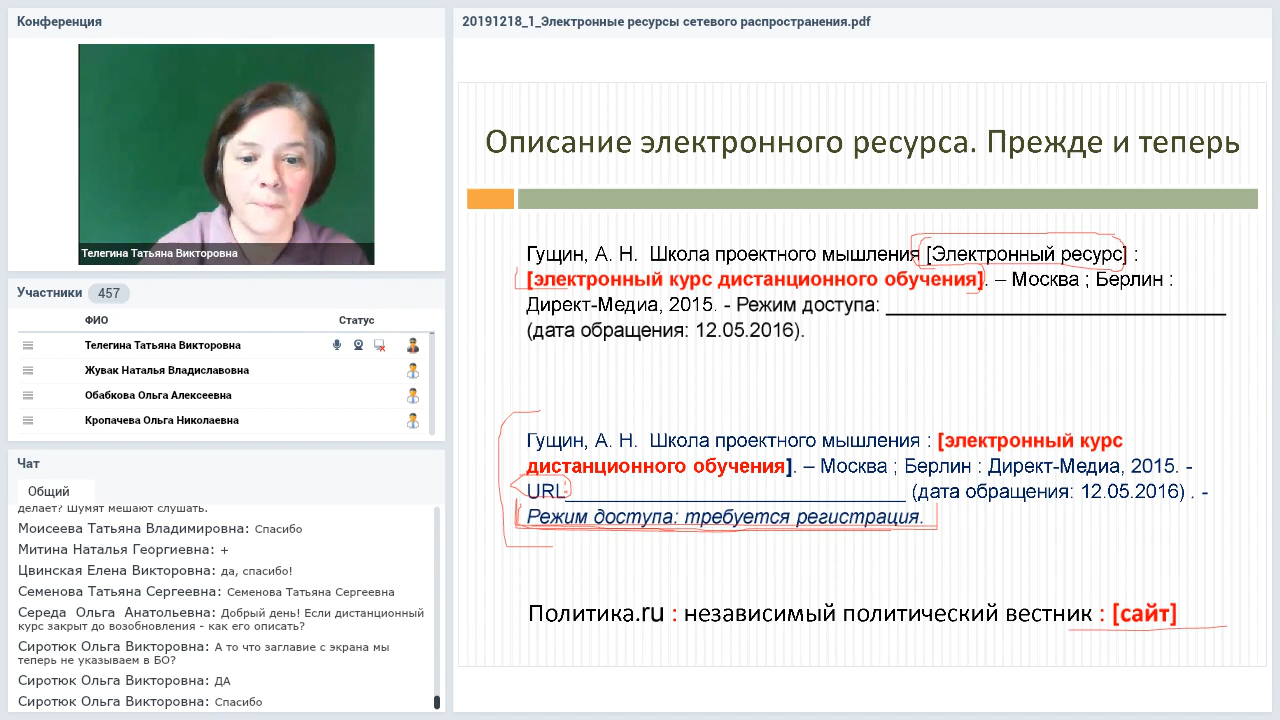 Конференция
Телегина Татьяна Викторовна
Участники 457
ФИО Статус
Телегина Татьяна Викторовна
Жувак Наталья Владиславовна
Обабкова Ольга Алексеевна
Кропачева Ольга Николаевна
Чат
Общий
делает? Шумят мешают слушать.
Моисеева Татьяна Владимировна: Спасибо
Митина Наталья Георгиевна: +
Цвинская Елена Викторовна: да, спасибо!
Семенова Татьяна Сергеевна: Семенова Татьяна Сергеевна
Середа Ольга Анатольевна: Добрый день! Если дистанционный
курс закрыт до возобновления - как его описать?
Сиротюк Ольга Викторовна: А то что заглавие с экрана мы
теперь не указываем в БО?
Сиротюк Ольга Викторовна: ДА
Сиротюк Ольга Викторовна: Спасибо
20191218_1_Электронные ресурсы сетевого распространения.pdf
Описание электронного ресурса. Прежде и теперь
Гущин, А. Н. Школа проектного мышления [Электронный ресурс] :
[электронный курс дистанционного обучения]. – Москва ; Берлин :
Директ-Медиа, 2015. - Режим доступа: _______________________________
(дата обращения: 12.05.2016).
Гущин, А. Н. Школа проектного мышления : [электронный курс
дистанционного обучения]. – Москва ; Берлин : Директ-Медиа, 2015. -
URL_______________________________ (дата обращения: 12.05.2016) . -
Режим доступа: требуется регистрация.
Политика.ru : независимый политический вестник : [сайт]